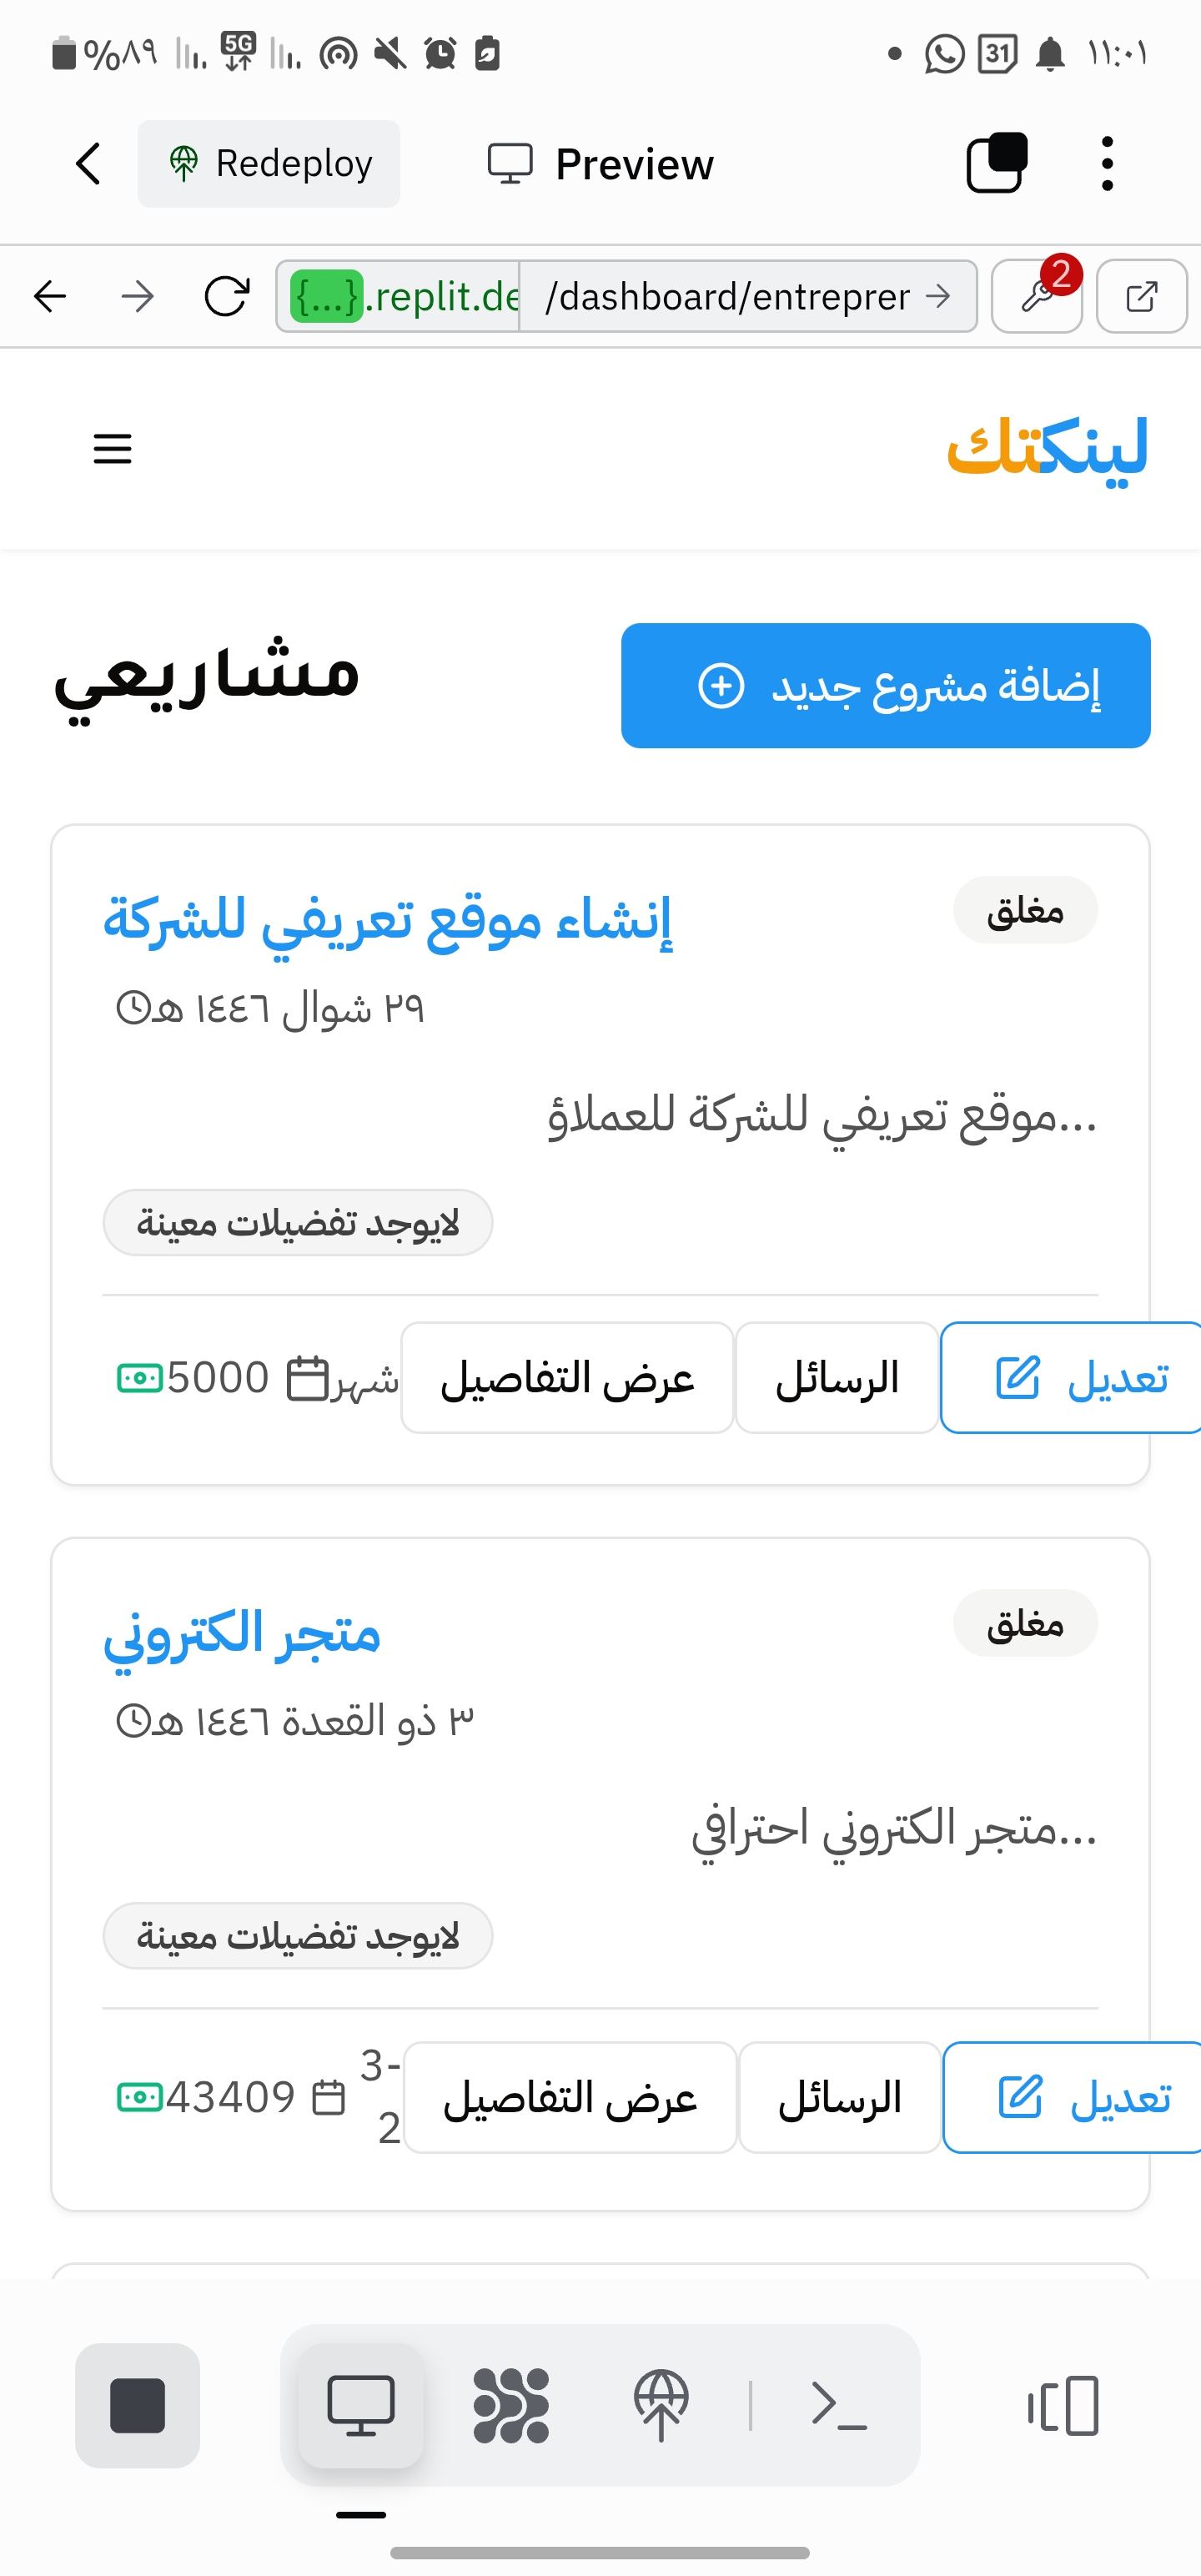 %٨٩ 5G 31 ١١:٠١
Redeploy Preview
{...}.replit.de /dashboard/entreprer 2
لينكتك
مشاريعي
إضافة مشروع جديد
مغلق
إنشاء موقع تعريفي للشركة
٢٩ شوال ١٤٤٦ هـ
موقع تعريفي للشركة للعملاؤ...
لايوجد تفضيلات معينة
5000 شهر عرض التفاصيل الرسائل تعديل
مغلق
متجر الكتروني
٣ ذو القعدة ١٤٤٦ هـ
متجر الكتروني احترافي...
لايوجد تفضيلات معينة
43409 3-2 عرض التفاصيل الرسائل تعديل